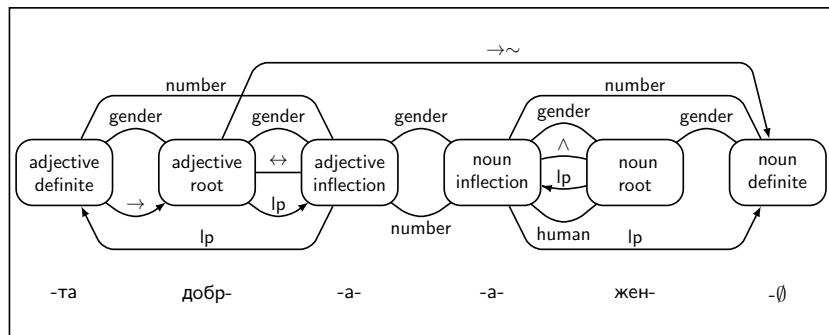 →∼
number number
gender gender gender gender gender
adjective definite
adjective root
adjective inflection
noun inflection
noun root
noun definite
↔ ∧
→ lp lp
number human
lp lp
-та добр- -а- -а- жен- -∅